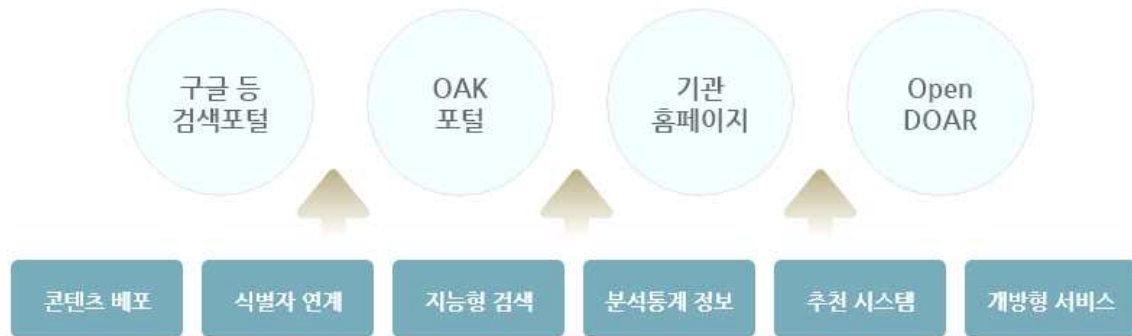 구글 등
검색포털
OAK
포털
기관
홈페이지
Open
DOAR
콘텐츠 배포
식별자 연계
지능형 검색
분석통계 정보
추천 시스템
개방형 서비스